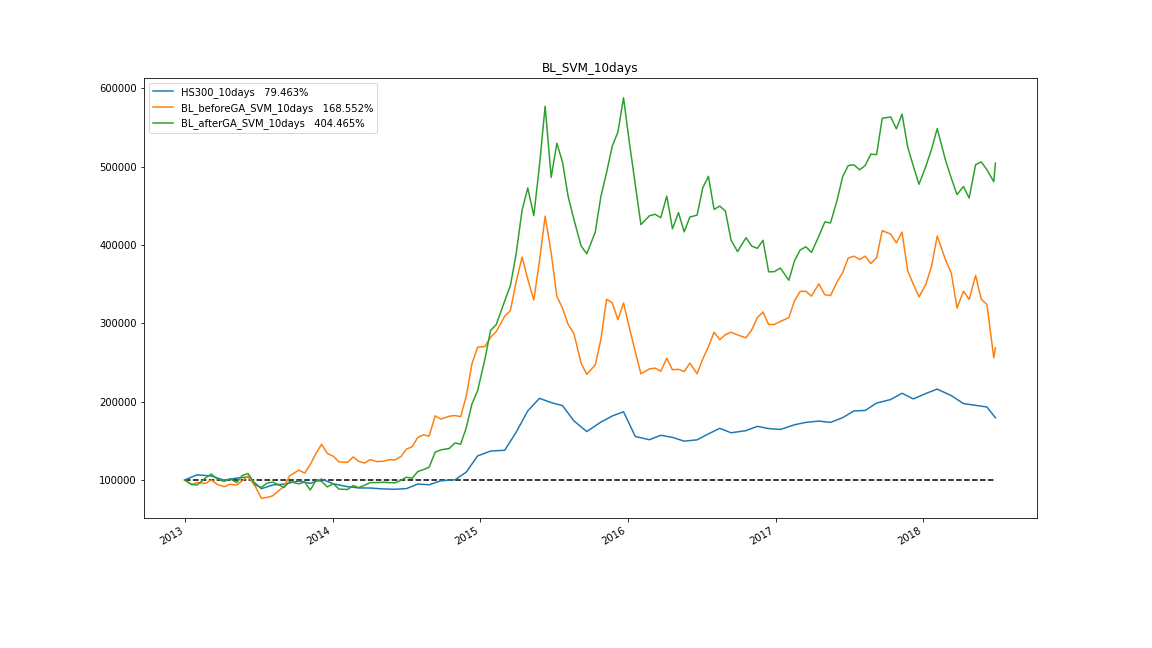 BL_SVM_10days
HS300_10days 79.463%
BL_beforeGA_SVM_10days 168.552%
BL_afterGA_SVM_10days 404.465%
600000
500000
400000
300000
200000
100000
2013 2014 2015 2016 2017 2018